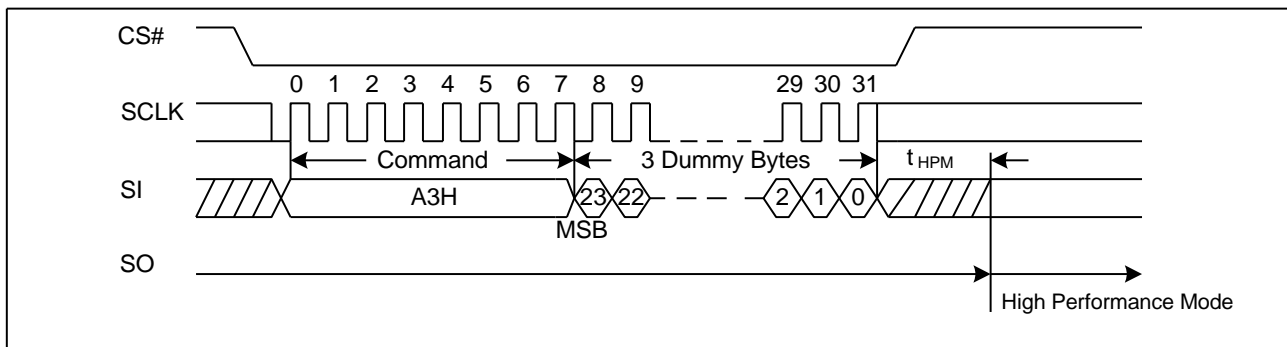 CS#
0 1 2 3 4 5 6 7 8 9 29 30 31
SCLK
Command 3 Dummy Bytes tHPM
SI A3H 23 22 2 1 0
MSB
SO
High Performance Mode